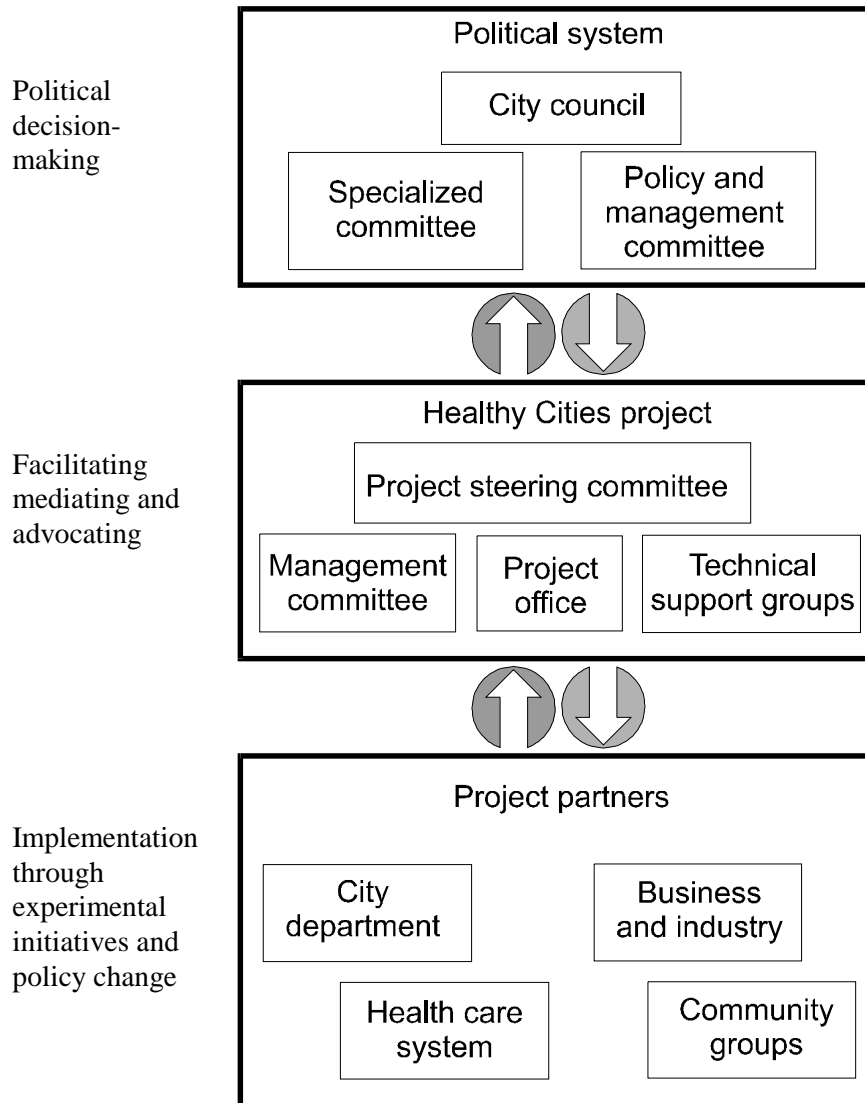 Political system
Political
decision-
making
City council
Specialized
committee
Policy and
management
committee
Healthy Cities project
Facilitating
mediating and
advocating
Project steering committee
Management
committee
Project
office
Technical
support groups
Project partners
Implementation
through
experimental
initiatives and
policy change
City
department
Business
and industry
Health care
system
Community
groups